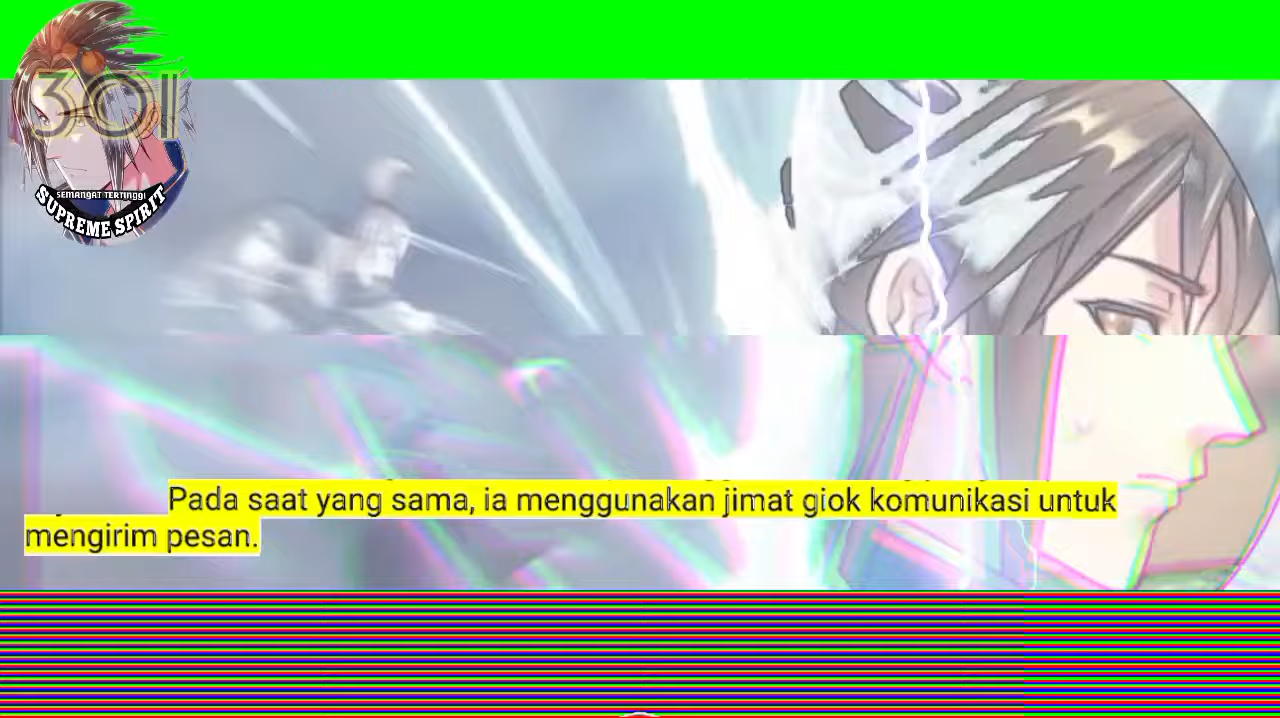 301
SEMANGAT TERTINGGI
SUPREME SPIRIT
Pada saat yang sama, ia menggunakan jimat giok komunikasi untuk
mengirim pesan.